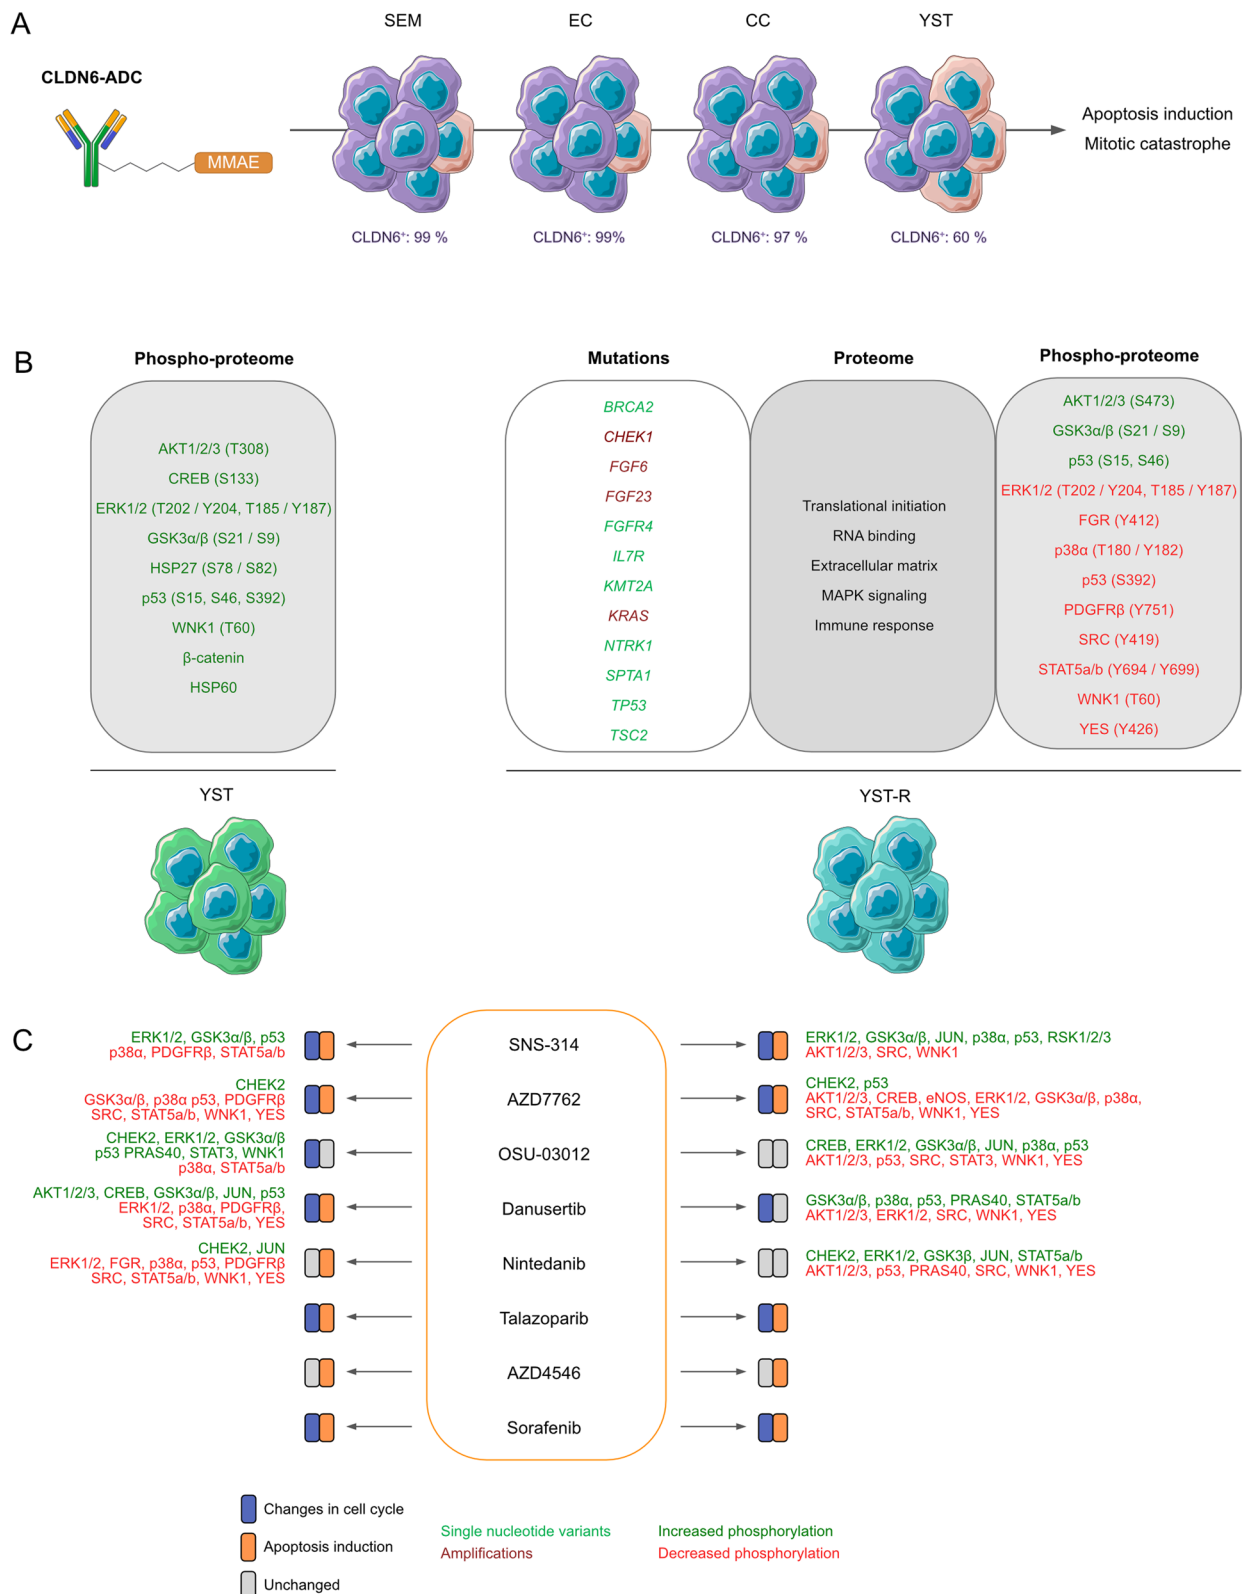 A
SEM
EC
CC
YST
CLDN6-ADC
MMAE
Apoptosis induction
Mitotic catastrophe
CLDN6⁺: 99 %
CLDN6⁺: 99%
CLDN6⁺: 97 %
CLDN6⁺: 60 %
B
Phospho-proteome
AKT1/2/3 (T308)
CREB (S133)
ERK1/2 (T202 / Y204, T185 / Y187)
GSK3α/β (S21 / S9)
HSP27 (S78 / S82)
p53 (S15, S46, S392)
WNK1 (T60)
β-catenin
HSP60
YST
Mutations
BRCA2
CHEK1
FGF6
FGF23
FGFR4
IL7R
KMT2A
KRAS
NTRK1
SPTA1
TP53
TSC2
Proteome
Translational initiation
RNA binding
Extracellular matrix
MAPK signaling
Immune response
Phospho-proteome
AKT1/2/3 (S473)
GSK3α/β (S21 / S9)
p53 (S15, S46)
ERK1/2 (T202 / Y204, T185 / Y187)
FGR (Y412)
p38α (T180 / Y182)
p53 (S392)
PDGFRβ (Y751)
SRC (Y419)
STAT5a/b (Y694 / Y699)
WNK1 (T60)
YES (Y426)
YST-R
C
ERK1/2, GSK3α/β, p53
p38α, PDGFRβ, STAT5a/b
SNS-314
ERK1/2, GSK3α/β, JUN, p38α, p53, RSK1/2/3
AKT1/2/3, SRC, WNK1
CHEK2
GSK3α/β, p38α p53, PDGFRβ
SRC, STAT5a/b, WNK1, YES
AZD7762
CHEK2, p53
AKT1/2/3, CREB, eNOS, ERK1/2, GSK3α/β, p38α,
SRC, STAT5a/b, WNK1, YES
CHEK2, ERK1/2, GSK3α/β
p53 PRAS40, STAT3, WNK1
p38α, STAT5a/b
OSU-03012
CREB, ERK1/2, GSK3α/β, JUN, p38α, p53
AKT1/2/3, p53, SRC, STAT3, WNK1, YES
AKT1/2/3, CREB, GSK3α/β, JUN, p53
ERK1/2, p38α, PDGFRβ,
SRC, STAT5a/b, YES
Danusertib
GSK3α/β, p38α, p53, PRAS40, STAT5a/b
AKT1/2/3, ERK1/2, SRC, WNK1, YES
CHEK2, JUN
ERK1/2, FGR, p38α, p53, PDGFRβ
SRC, STAT5a/b, WNK1, YES
Nintedanib
CHEK2, ERK1/2, GSK3β, JUN, STAT5a/b
AKT1/2/3, p53, PRAS40, SRC, WNK1, YES
Talazoparib
AZD4546
Sorafenib
Changes in cell cycle
Apoptosis induction
Unchanged
Single nucleotide variants
Amplifications
Increased phosphorylation
Decreased phosphorylation